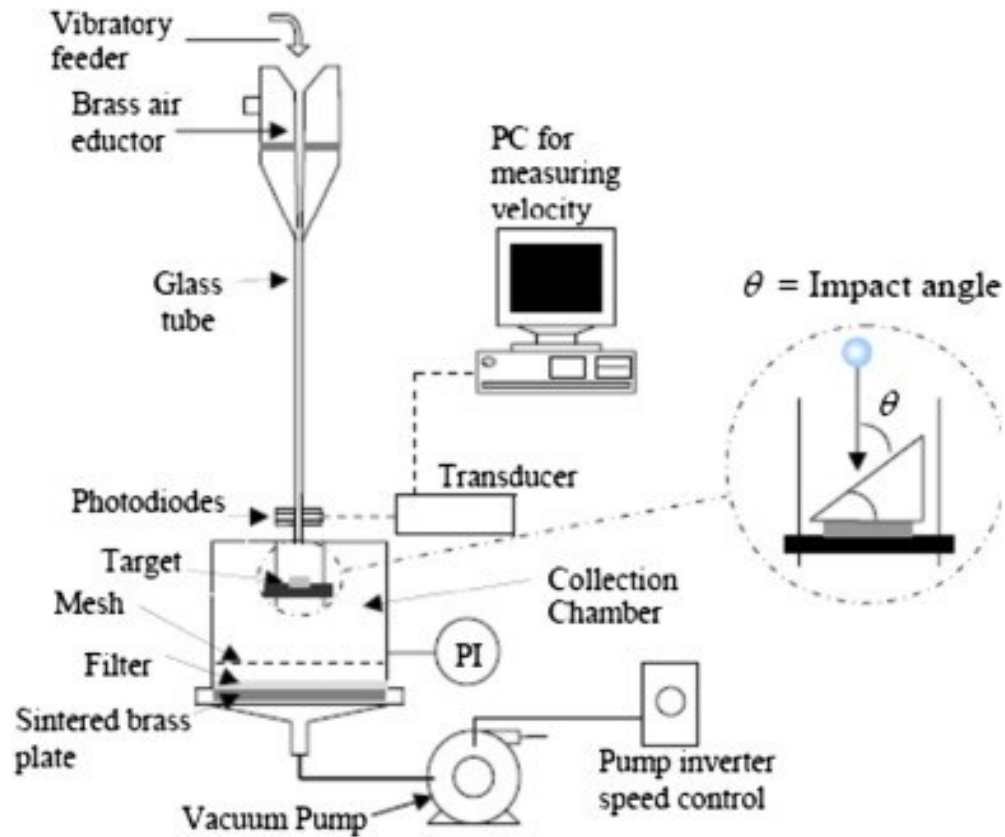 Vibratory
feeder
Brass air
eductor
PC for
measuring
velocity
Glass
tube
θ = Impact angle
θ
Photodiodes
Transducer
Target
Collection
Chamber
Mesh
PI
Filter
Sintered brass
plate
Pump inverter
speed control
Vacuum Pump